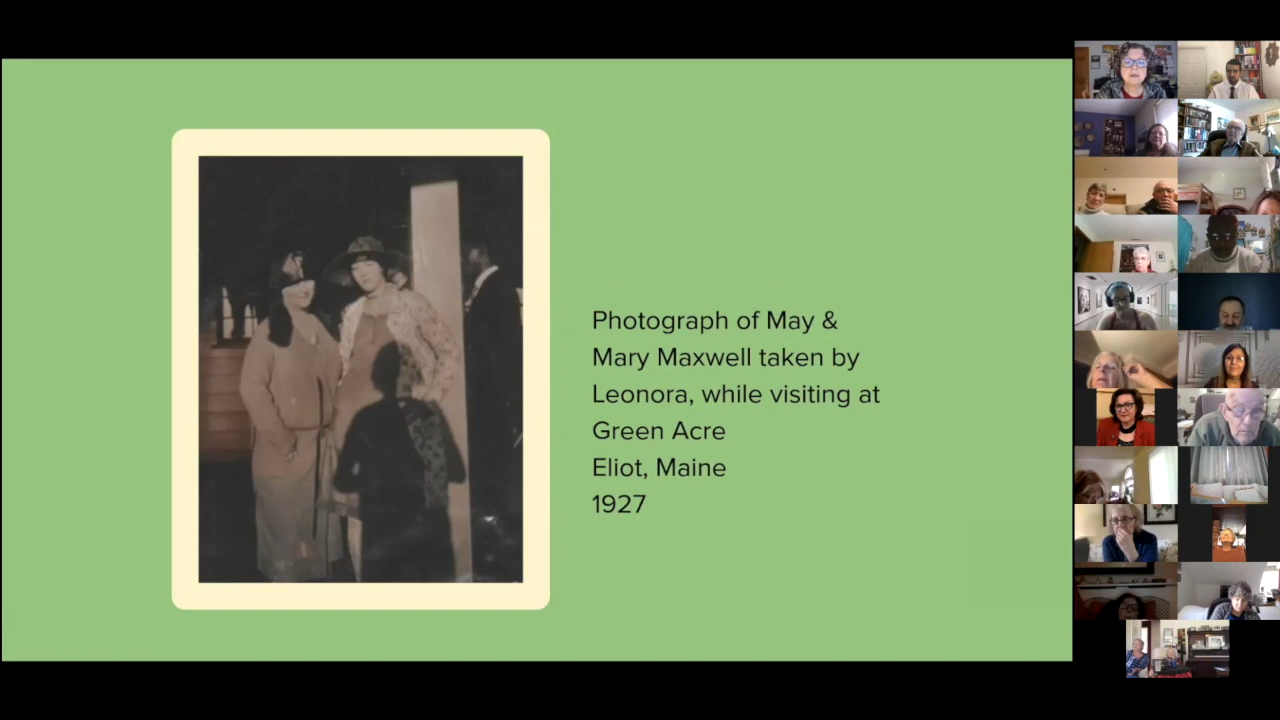 Photograph of May &
Mary Maxwell taken by
Leonora, while visiting at
Green Acre
Eliot, Maine
1927